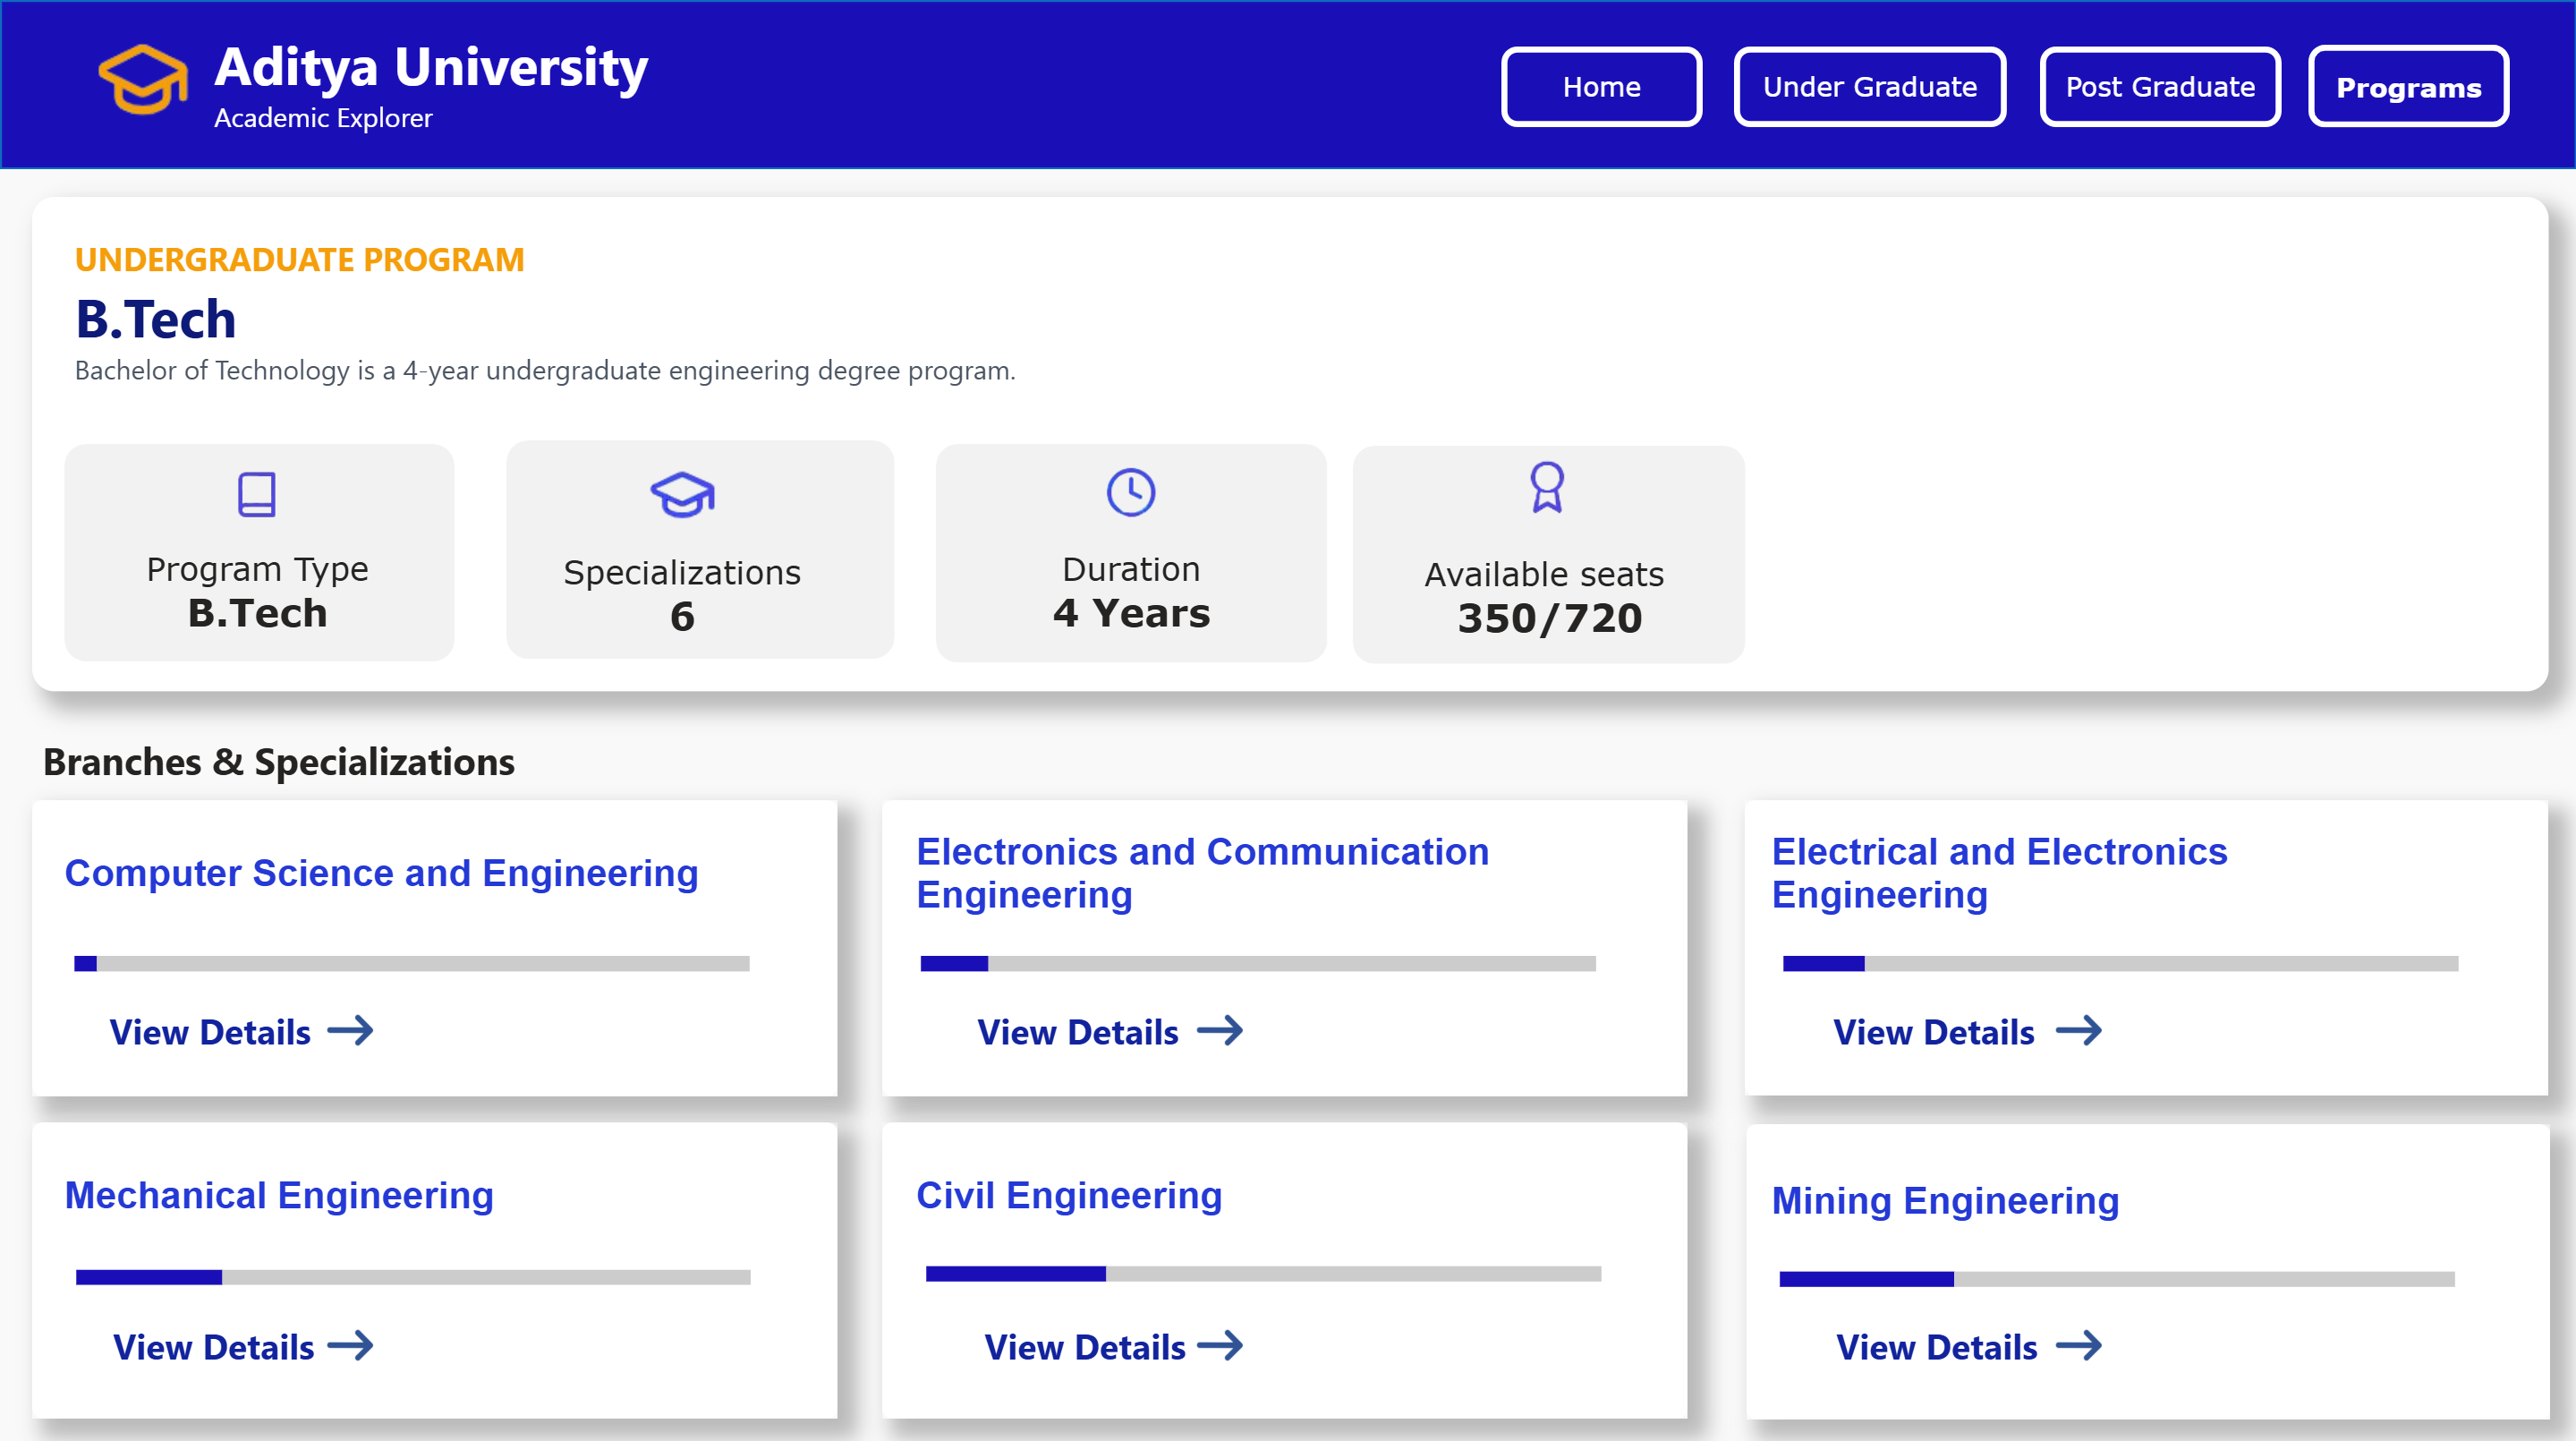 Aditya University
Academic Explorer
Home
Under Graduate
Post Graduate
Programs
UNDERGRADUATE PROGRAM
B.Tech
Bachelor of Technology is a 4-year undergraduate engineering degree program.
Program Type
B.Tech
Specializations
6
Duration
4 Years
Available seats
350/720
Branches & Specializations
Computer Science and Engineering
View Details
Electronics and Communication
Engineering
View Details
Electrical and Electronics
Engineering
View Details
Mechanical Engineering
View Details
Civil Engineering
View Details
Mining Engineering
View Details